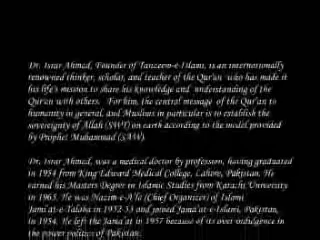 Dr. Israr Ahmad, Founder of Tanzeem-e-Islami, is an internationally
renowned thinker, scholar, and teacher of the Qur'an who has made it
his life's mission to share his knowledge and understanding of the
Qur'an with others. For him, the central message of the Qur'an to
humanity in general, and Muslims in particular is to establish the
sovereignty of Allah (SWT) on earth according to the model provided
by Prophet Muhammad (SAW).
Dr. Israr Ahmad, was a medical doctor by profession, having graduated
in 1954 from King Edward Medical College, Lahore, Pakistan. He
earned his Masters Degree in Islamic Studies from Karachi University
in 1965. He was Nazim-e-A'la (Chief Organizer) of Islami
Jami'at-e-Talaba in 1952-53 and joined Jama'at-e-Islami, Pakistan,
in 1954. He left the Jama'at in 1957 because of its over indulgence in
the power politics of Pakistan.